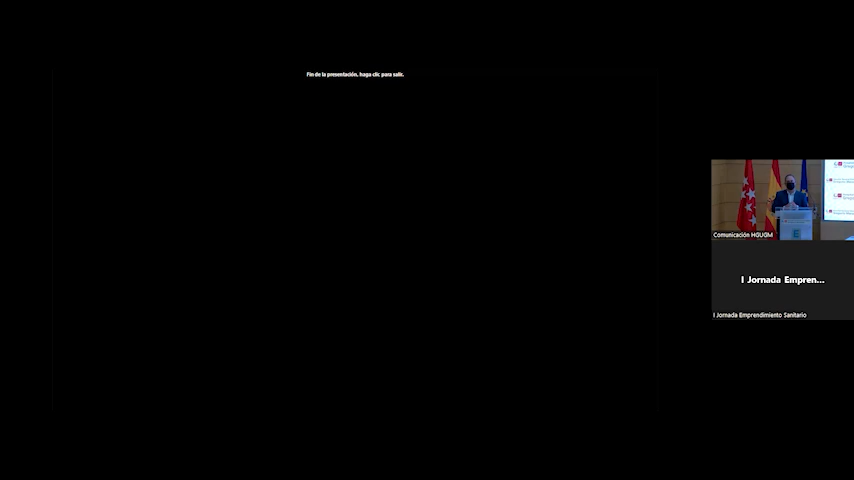 Fin de la presentación, haga clic para salir.
Comunicación HGUGM
I Jornada Empren...
I Jornada Emprendimiento Sanitario